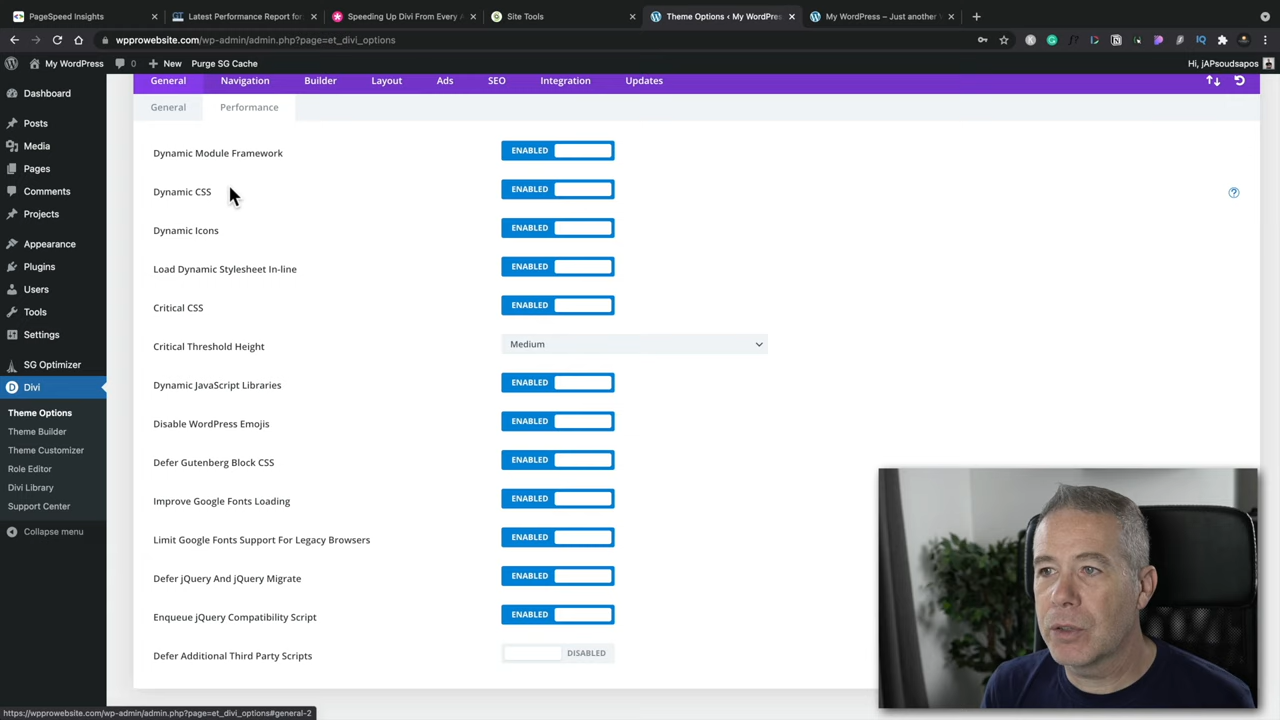 PageSpeed Insights
Latest Performance Report for
Speeding Up Divi From Every A
Site Tools
Theme Options ‹ My WordPres
My WordPress – Just another
wpprowebsite.com/wp-admin/admin.php?page=et_divi_options
My WordPress
0
New
Purge SG Cache
Hi, jAPsoudsapos
Dashboard
Posts
Media
Pages
Comments
Projects
Appearance
Plugins
Users
Tools
Settings
SG Optimizer
Divi
Theme Options
Theme Builder
Theme Customizer
Role Editor
Divi Library
Support Center
Collapse menu
General
Navigation
Builder
Layout
Ads
SEO
Integration
Updates
General
Performance
Dynamic Module Framework ENABLED
Dynamic CSS ENABLED
Dynamic Icons ENABLED
Load Dynamic Stylesheet In-line ENABLED
Critical CSS ENABLED
Critical Threshold Height Medium
Dynamic JavaScript Libraries ENABLED
Disable WordPress Emojis ENABLED
Defer Gutenberg Block CSS ENABLED
Improve Google Fonts Loading ENABLED
Limit Google Fonts Support For Legacy Browsers ENABLED
Defer jQuery And jQuery Migrate ENABLED
Enqueue jQuery Compatibility Script ENABLED
Defer Additional Third Party Scripts DISABLED
https://wpprowebsite.com/wp-admin/admin.php?page=et_divi_options#general-2